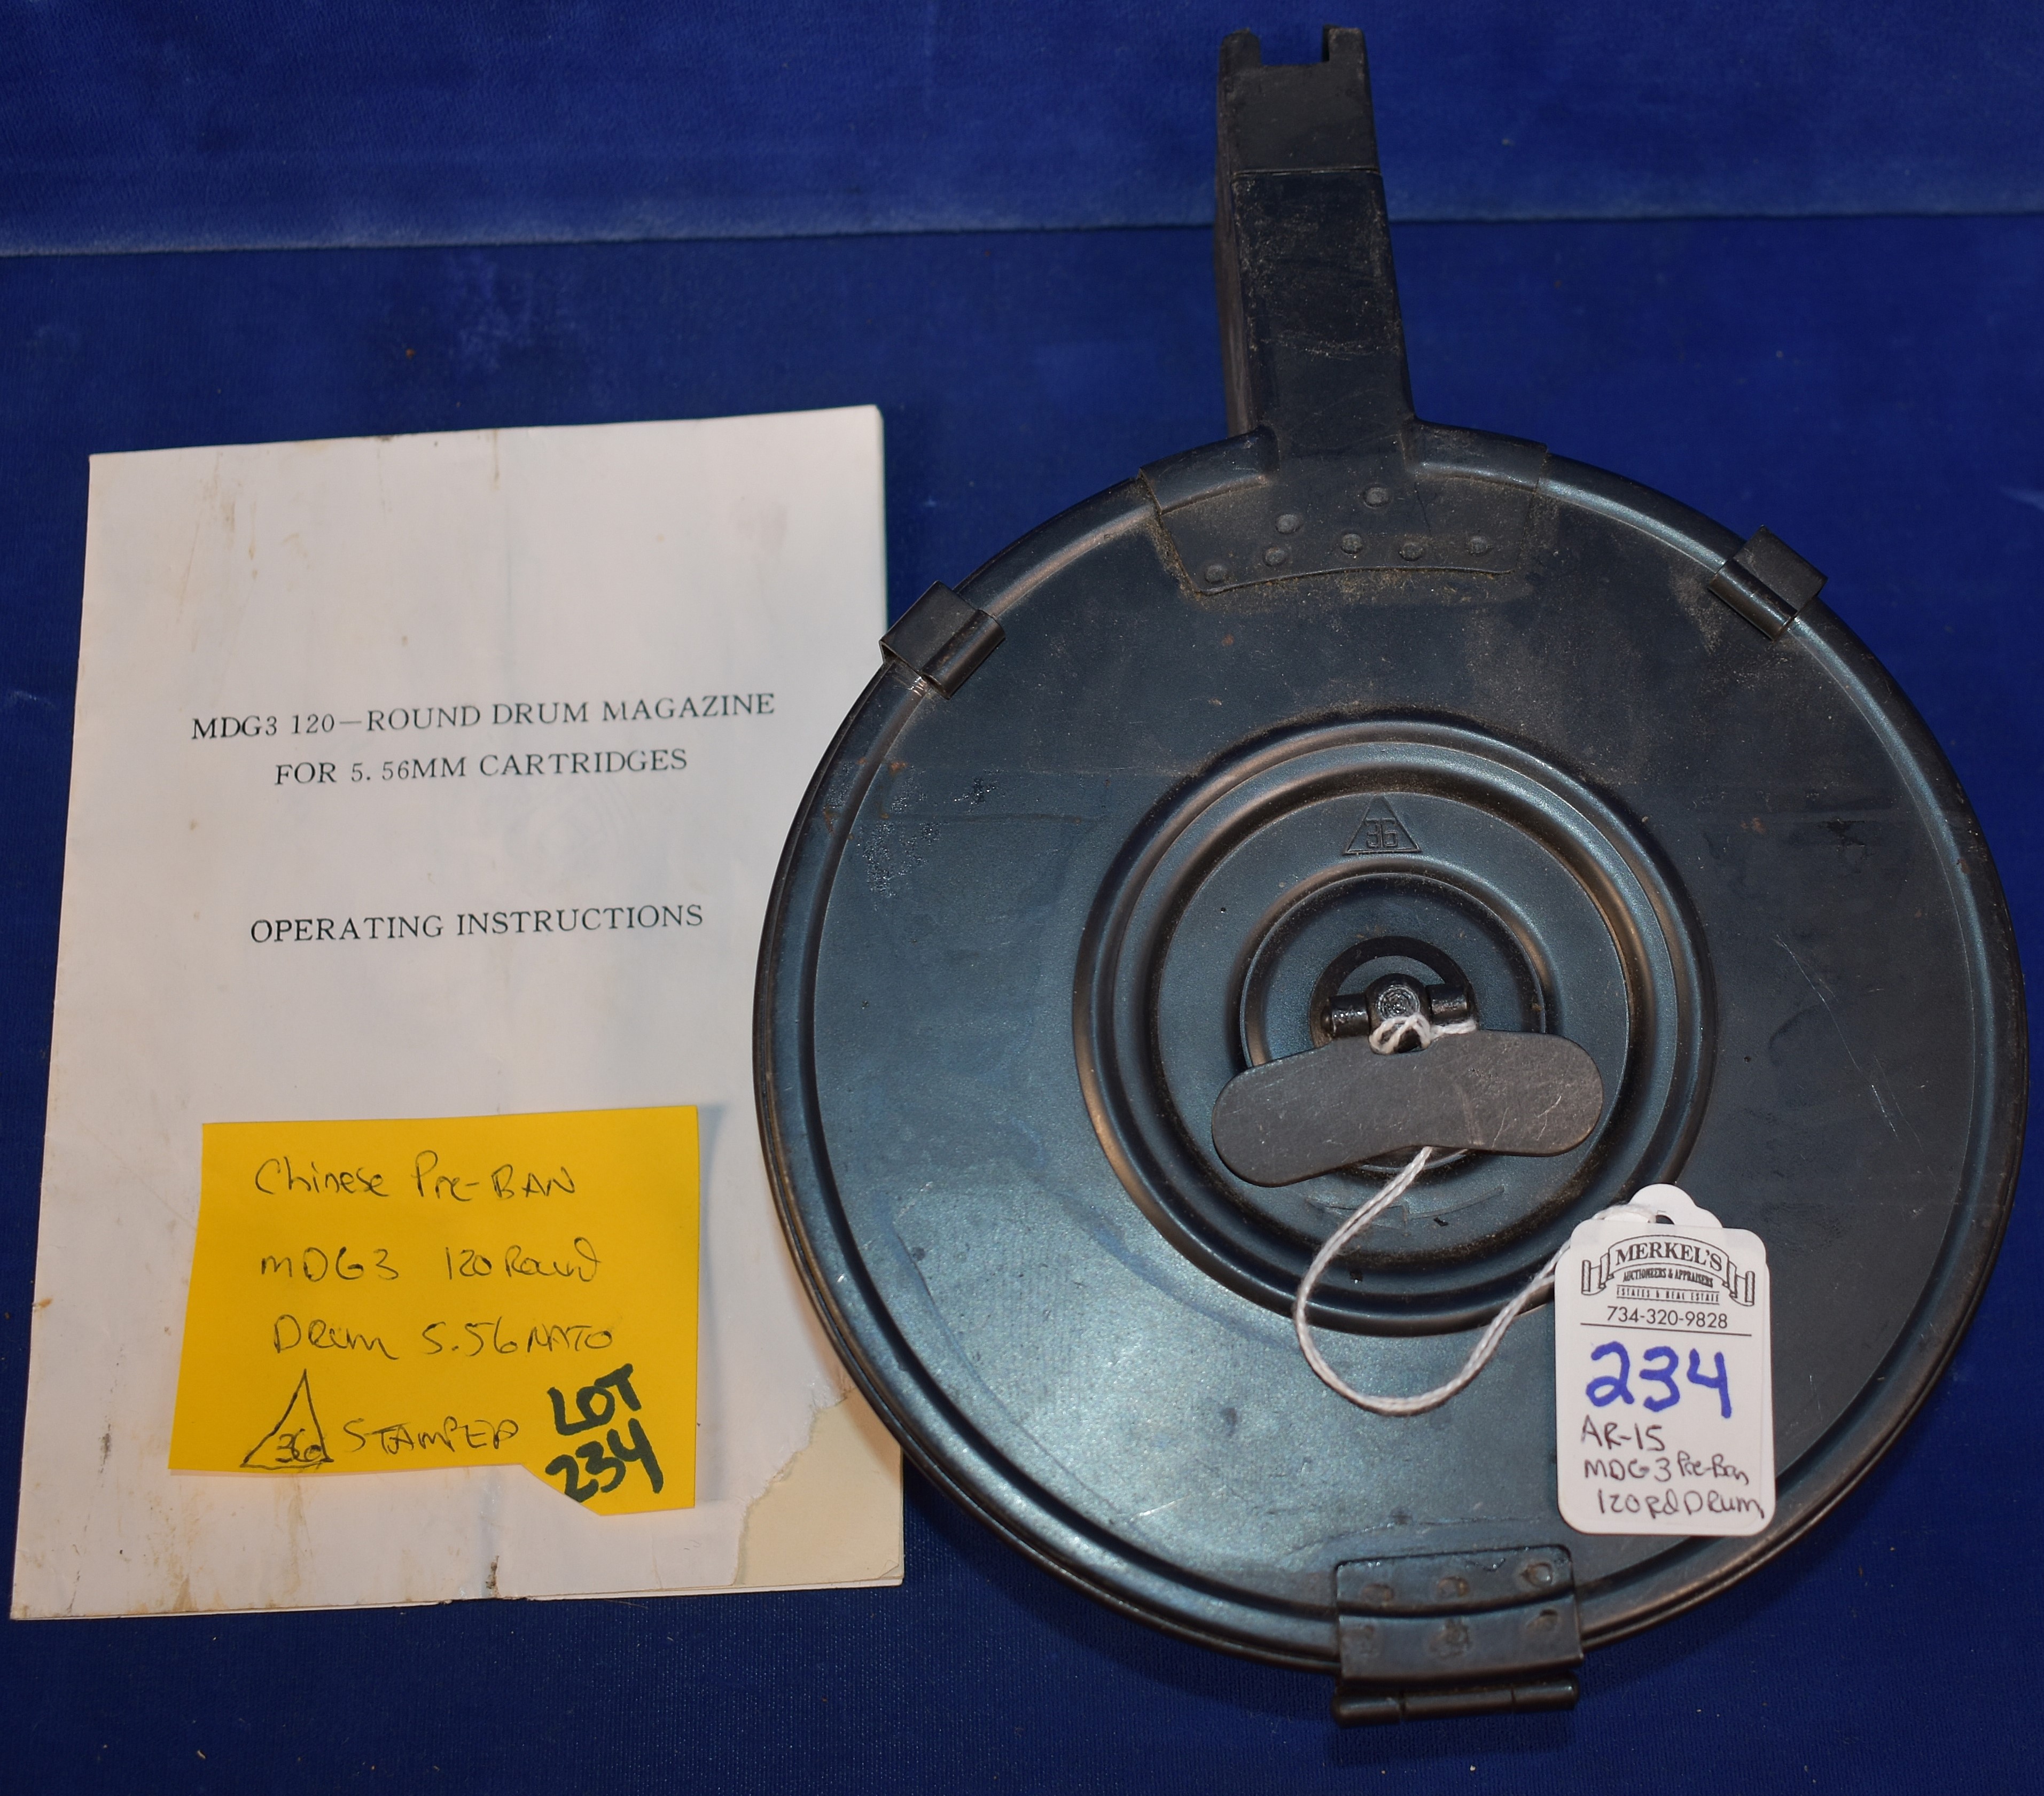 MDG3 120—ROUND DRUM MAGAZINE
FOR 5.56MM CARTRIDGES
OPERATING INSTRUCTIONS
Chinese Pre-BAN
MDG3 120 Round
Drum 5.56 NATO
36 STAMPED
LOT
234
36
MERKEL'S
AUCTIONEERS & APPRAISERS
ESTATES & REAL ESTATE
734-320-9828
234
AR-15
MDG3 Pre-Ban
120 Rd DRum